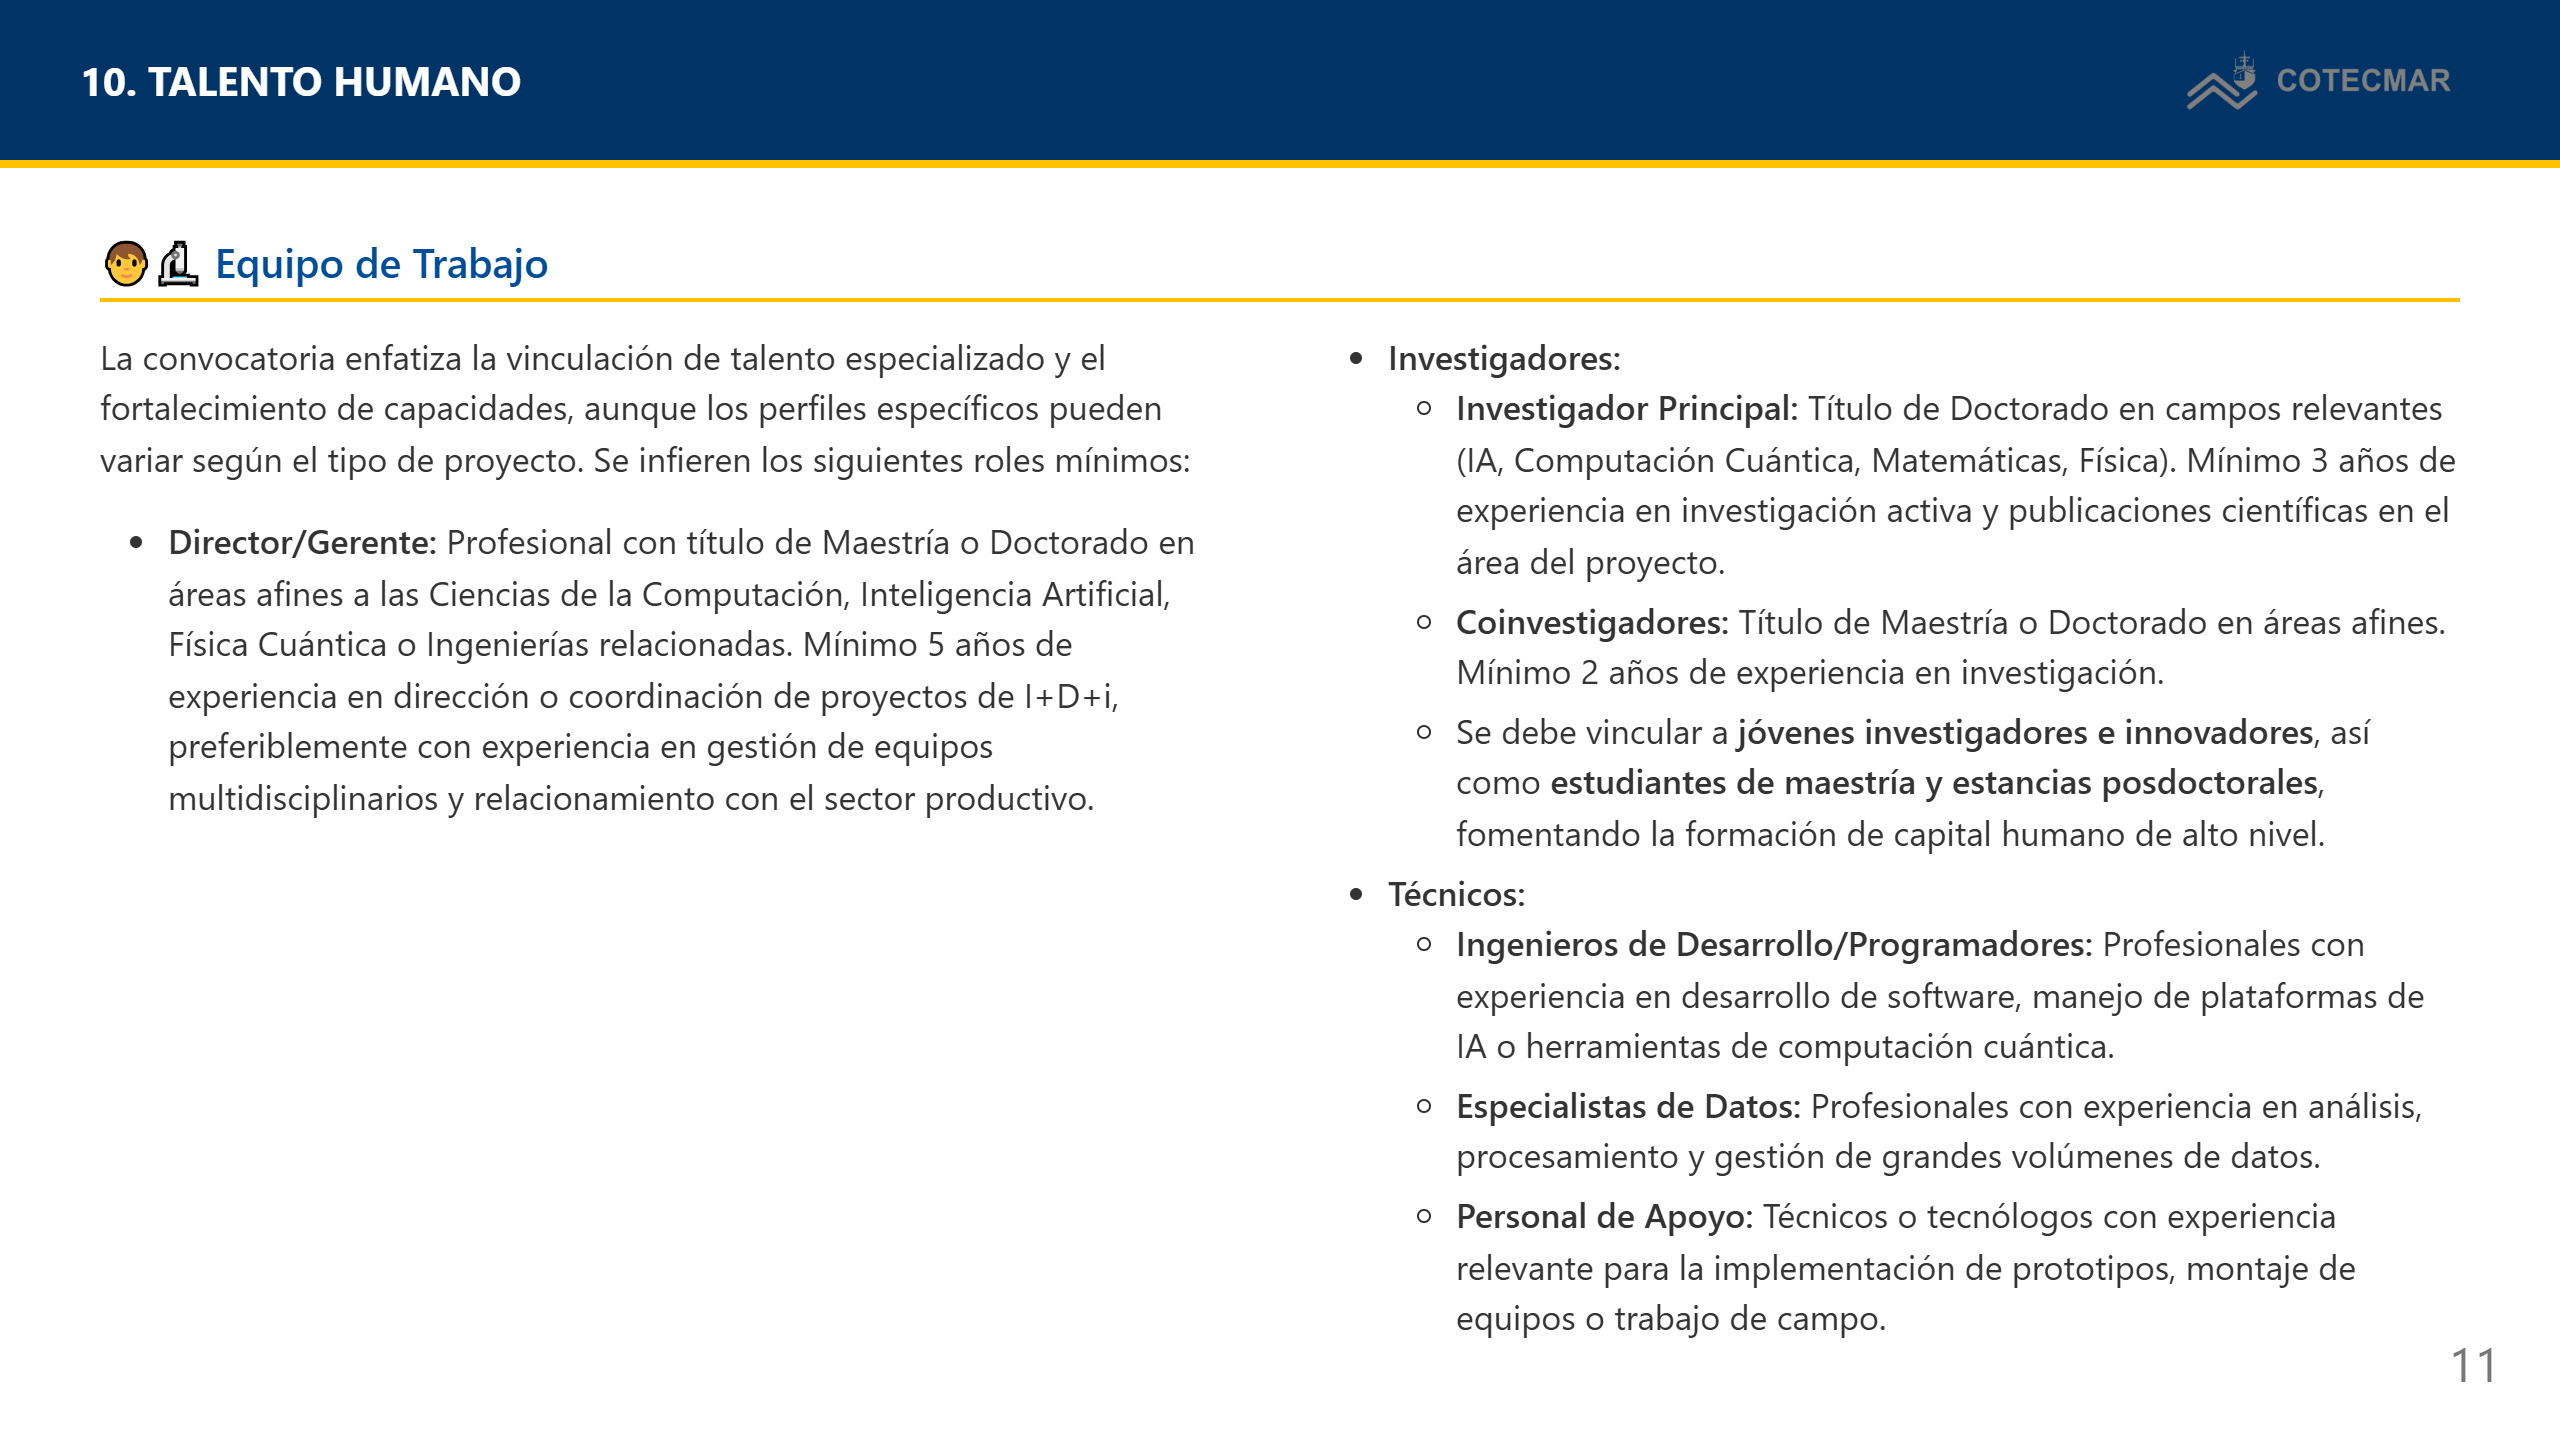 10. TALENTO HUMANO
COTECMAR
Equipo de Trabajo
La convocatoria enfatiza la vinculación de talento especializado y el
fortalecimiento de capacidades, aunque los perfiles específicos pueden
variar según el tipo de proyecto. Se infieren los siguientes roles mínimos:
• Director/Gerente: Profesional con título de Maestría o Doctorado en
áreas afines a las Ciencias de la Computación, Inteligencia Artificial,
Física Cuántica o Ingenierías relacionadas. Mínimo 5 años de
experiencia en dirección o coordinación de proyectos de I+D+i,
preferiblemente con experiencia en gestión de equipos
multidisciplinarios y relacionamiento con el sector productivo.
• Investigadores:
○ Investigador Principal: Título de Doctorado en campos relevantes
(IA, Computación Cuántica, Matemáticas, Física). Mínimo 3 años de
experiencia en investigación activa y publicaciones científicas en el
área del proyecto.
○ Coinvestigadores: Título de Maestría o Doctorado en áreas afines.
Mínimo 2 años de experiencia en investigación.
○ Se debe vincular a jóvenes investigadores e innovadores, así
como estudiantes de maestría y estancias posdoctorales,
fomentando la formación de capital humano de alto nivel.
• Técnicos:
○ Ingenieros de Desarrollo/Programadores: Profesionales con
experiencia en desarrollo de software, manejo de plataformas de
IA o herramientas de computación cuántica.
○ Especialistas de Datos: Profesionales con experiencia en análisis,
procesamiento y gestión de grandes volúmenes de datos.
○ Personal de Apoyo: Técnicos o tecnólogos con experiencia
relevante para la implementación de prototipos, montaje de
equipos o trabajo de campo.
11